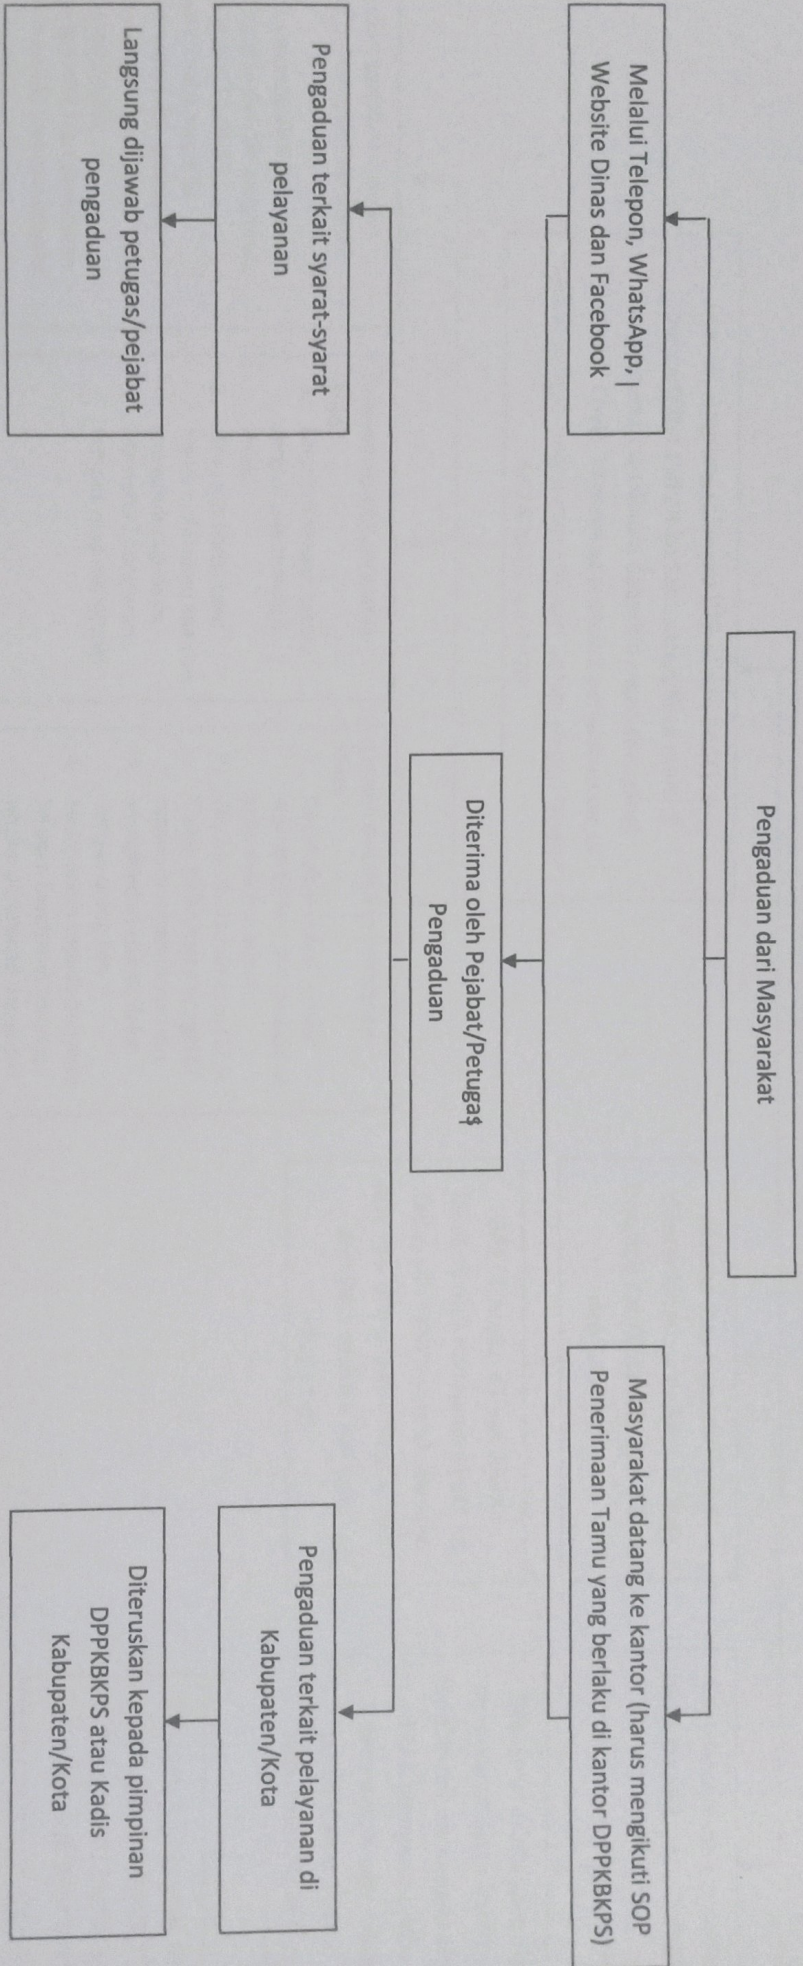 Pengaduan dari Masyarakat
Melalui Telepon, WhatsApp, |
Website Dinas dan Facebook
Masyarakat datang ke kantor (harus mengikuti SOP
Penerimaan Tamu yang berlaku di kantor DPPKBKPS)
Diterima oleh Pejabat/Petugas
Pengaduan
Pengaduan terkait syarat-syarat
pelayanan
Pengaduan terkait pelayanan di
Kabupaten/Kota
Langsung dijawab petugas/pejabat
pengaduan
Diteruskan kepada pimpinan
DPPKBKPS atau Kadis
Kabupaten/Kota